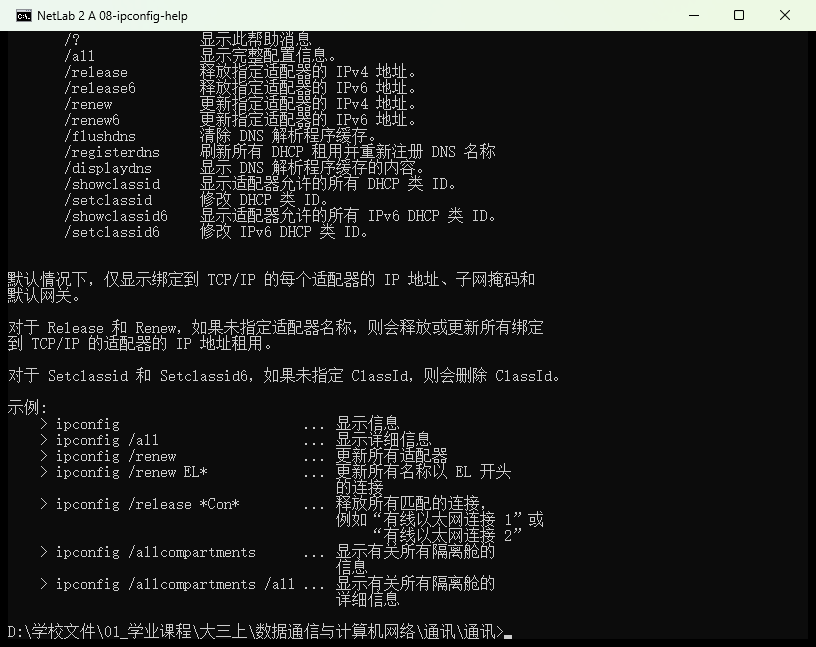 NetLab 2 A 08-ipconfig-help
/? 显示此帮助消息
/all 显示完整配置信息。
/release 释放指定适配器的 IPv4 地址。
/release6 释放指定适配器的 IPv6 地址。
/renew 更新指定适配器的 IPv4 地址。
/renew6 更新指定适配器的 IPv6 地址。
/flushdns 清除 DNS 解析程序缓存。
/registerdns 刷新所有 DHCP 租用并重新注册 DNS 名称
/displaydns 显示 DNS 解析程序缓存的内容。
/showclassid 显示适配器允许的所有 DHCP 类 ID。
/setclassid 修改 DHCP 类 ID。
/showclassid6 显示适配器允许的所有 IPv6 DHCP 类 ID。
/setclassid6 修改 IPv6 DHCP 类 ID。
默认情况下，仅显示绑定到 TCP/IP 的每个适配器的 IP 地址、子网掩码和
默认网关。
对于 Release 和 Renew，如果未指定适配器名称，则会释放或更新所有绑定
到 TCP/IP 的适配器的 IP 地址租用。
对于 Setclassid 和 Setclassid6，如果未指定 ClassId，则会删除 ClassId。
示例:
> ipconfig ... 显示信息
> ipconfig /all ... 显示详细信息
> ipconfig /renew ... 更新所有适配器
> ipconfig /renew EL* ... 更新所有名称以 EL 开头
的连接
> ipconfig /release *Con* ... 释放所有匹配的连接，
例如“有线以太网连接 1”或
“有线以太网连接 2”
> ipconfig /allcompartments ... 显示有关所有隔离舱的
信息
> ipconfig /allcompartments /all ... 显示有关所有隔离舱的
详细信息
D:\学校文件\01_学业课程\大三上\数据通信与计算机网络\通讯\通讯>